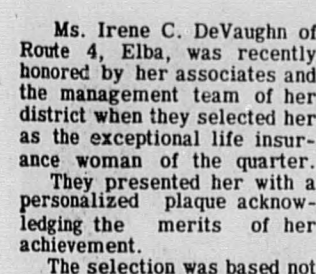 Ms. Irene C. DeVaughn of
Route 4, Elba, was recently
honored by her associates and
the management team of her
district when they selected her
as the exceptional life insur-
ance woman of the quarter.
They presented her with a
personalized plaque acknow-
ledging the merits of her
achievement.
The selection was based not